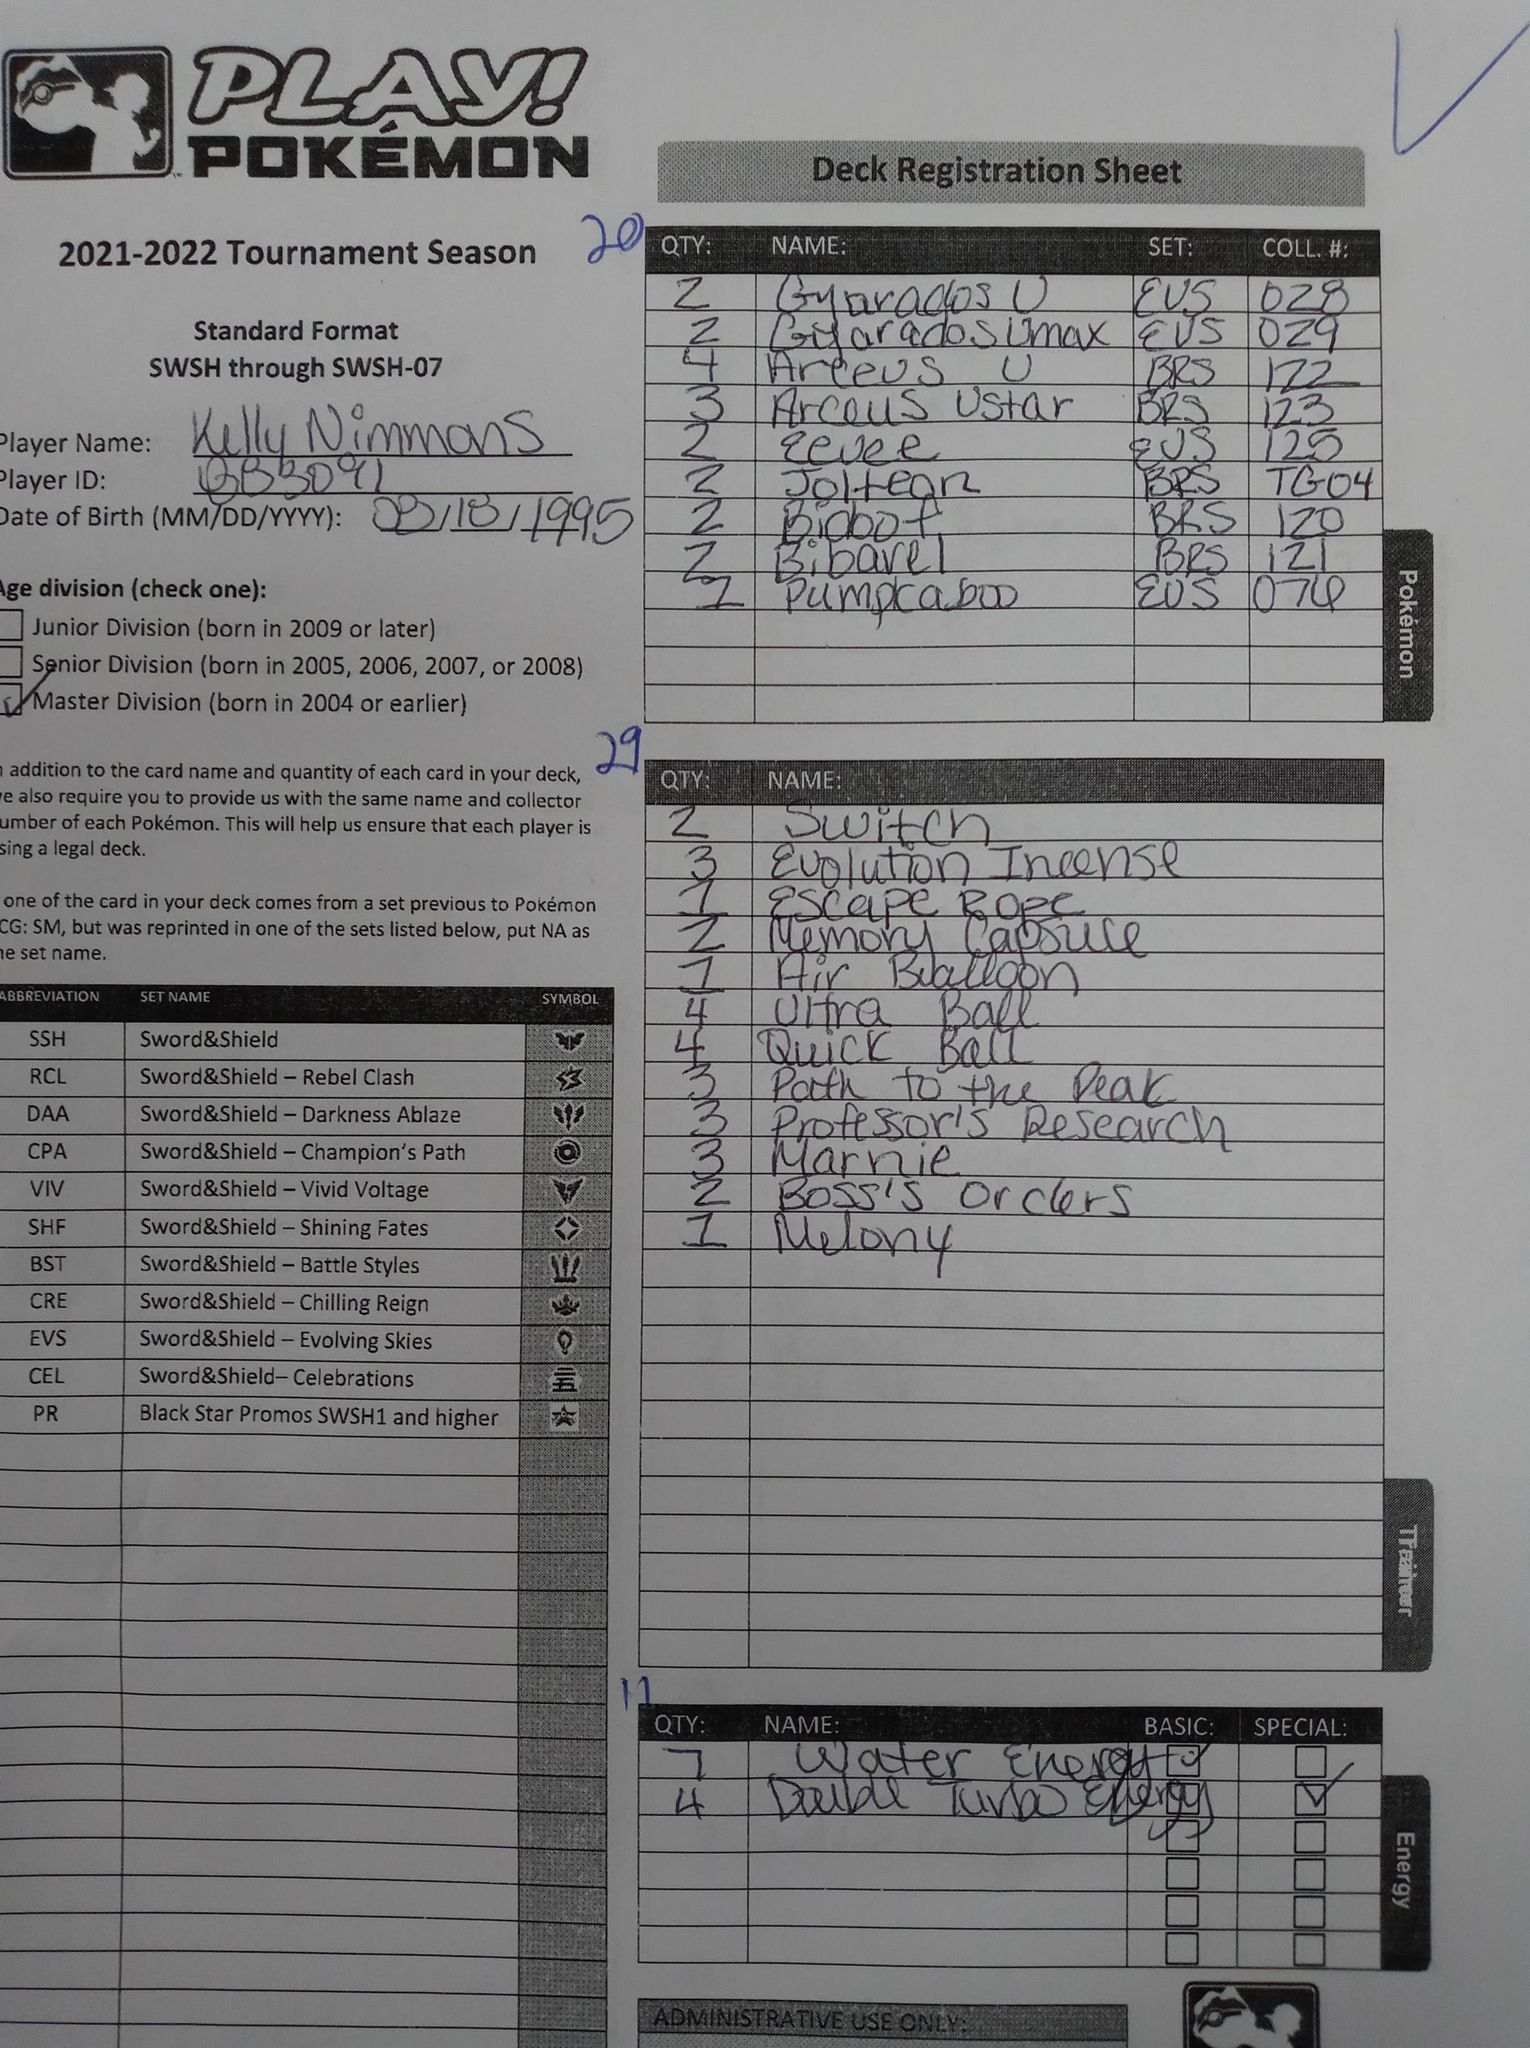 PLAY!
POKÉMON
2021-2022 Tournament Season
Standard Format
SWSH through SWSH-07
Player Name: Kelly Nimmons
Player ID:
Date of Birth (MM/DD/YYYY): /18/1995
Age division (check one):
Junior Division (born in 2009 or later)
Senior Division (born in 2005, 2006, 2007, or 2008)
Master Division (born in 2004 or earlier)
addition to the card name and quantity of each card in your deck,
e also require you to provide us with the same name and collector
umber of each Pokémon. This will help us ensure that each player is
sing a legal deck.
one of the card in your deck comes from a set previous to Pokémon
CG: SM, but was reprinted in one of the sets listed below, put NA as
he set name.
ABBREVIATION SET NAME SYMBOL
SSH Sword&Shield
RCL Sword&Shield – Rebel Clash
DAA Sword&Shield – Darkness Ablaze
CPA Sword&Shield – Champion's Path
VIV Sword&Shield – Vivid Voltage
SHF Sword&Shield – Shining Fates
BST Sword&Shield – Battle Styles
CRE Sword&Shield – Chilling Reign
EVS Sword&Shield – Evolving Skies
CEL Sword&Shield– Celebrations
PR Black Star Promos SWSH1 and higher
Deck Registration Sheet
20
QTY: NAME: SET: COLL. #:
2 Gyarados V EVS 028
2 Gyarados Vmax EVS 029
4 Arceus V BRS 122
3 Arceus Vstar BRS 123
2 Eevee EVS 125
2 Jolteon BRS TG04
2 Bidoof BRS 120
2 Bibarel BRS 121
1 Pumpkaboo EVS 076
Pokémon
29
QTY: NAME:
2 Switch
3 Evolution Incense
1 Escape Rope
2 Memory Capsule
1 Air Balloon
4 Ultra Ball
4 Quick Ball
3 Path to the Peak
3 Professor's Research
3 Marnie
2 Boss's Orders
1 Melony
Trainer
11
QTY: NAME: BASIC: SPECIAL:
7 Water Energy
4 Double Turbo Energy
Energy
ADMINISTRATIVE USE ONLY: